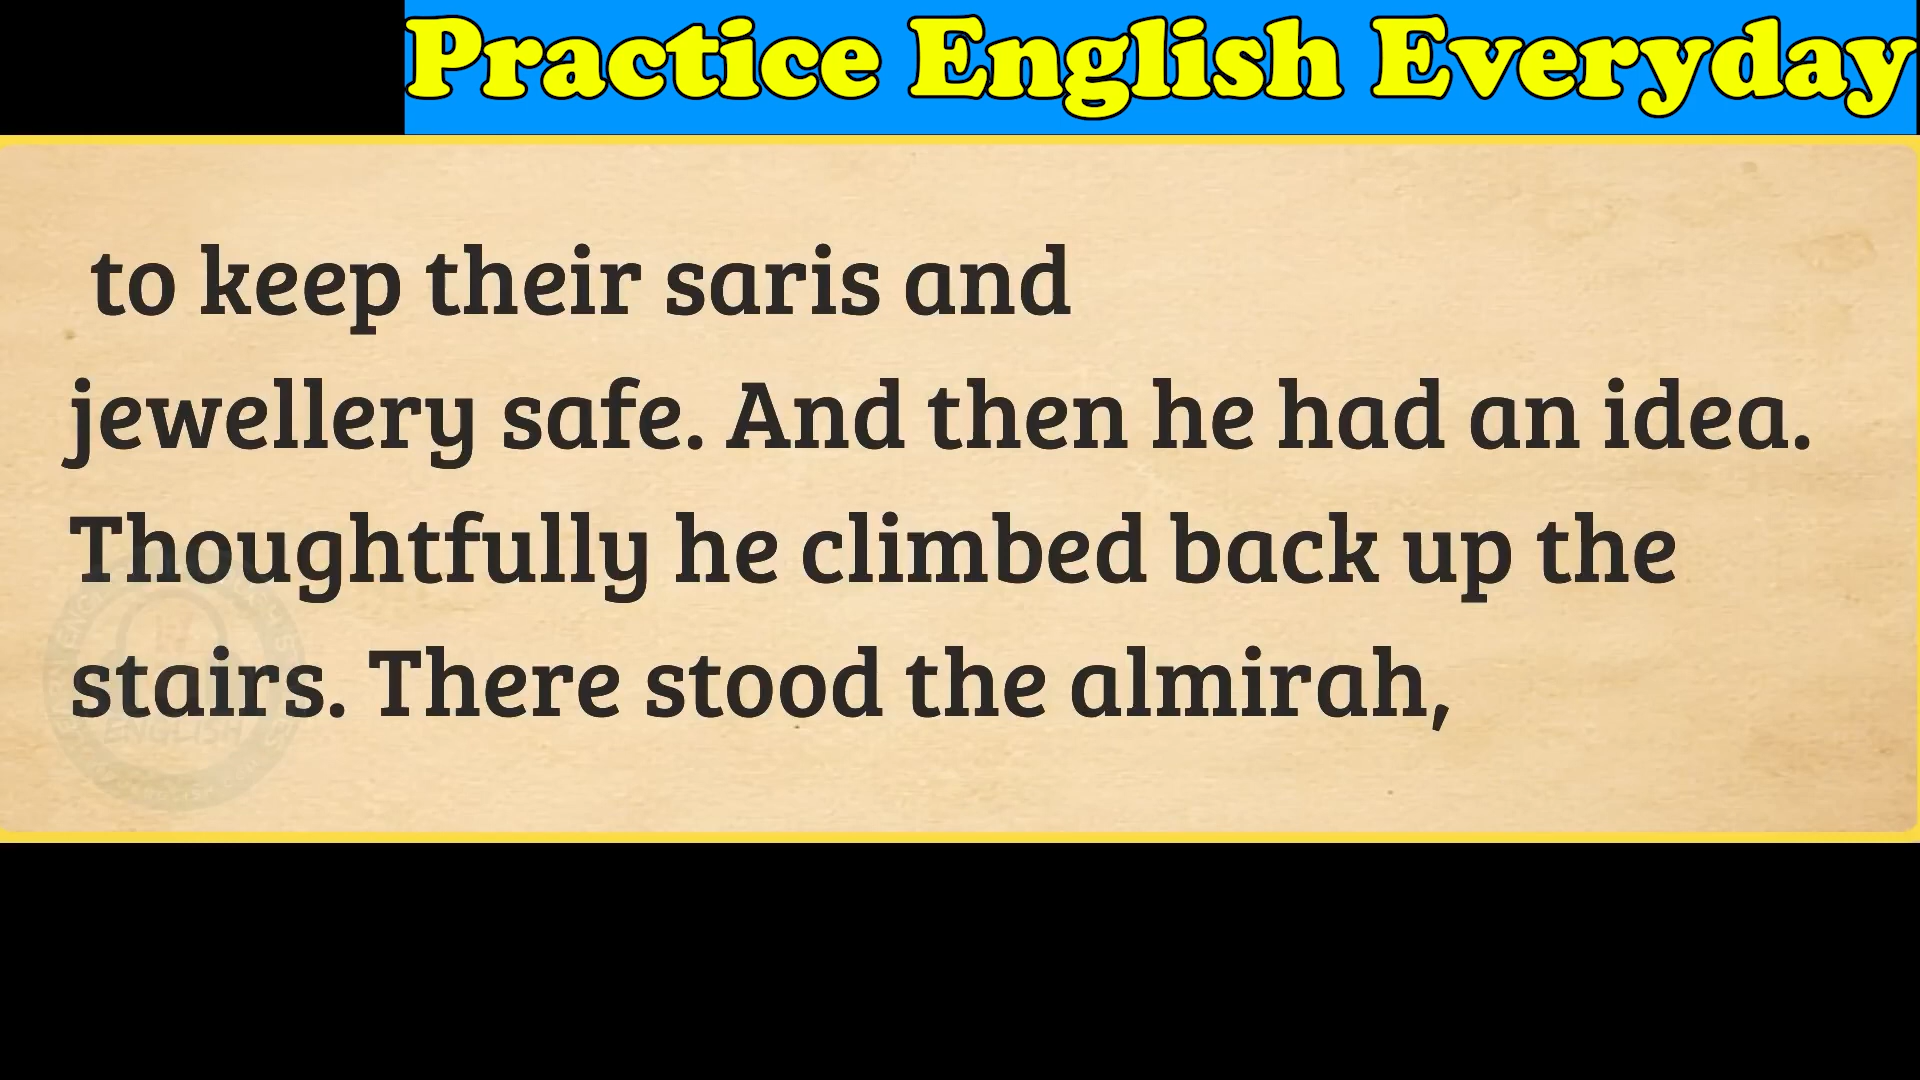 Practice English Everyday
to keep their saris and
jewellery safe. And then he had an idea.
Thoughtfully he climbed back up the
stairs. There stood the almirah,
ENGLISH